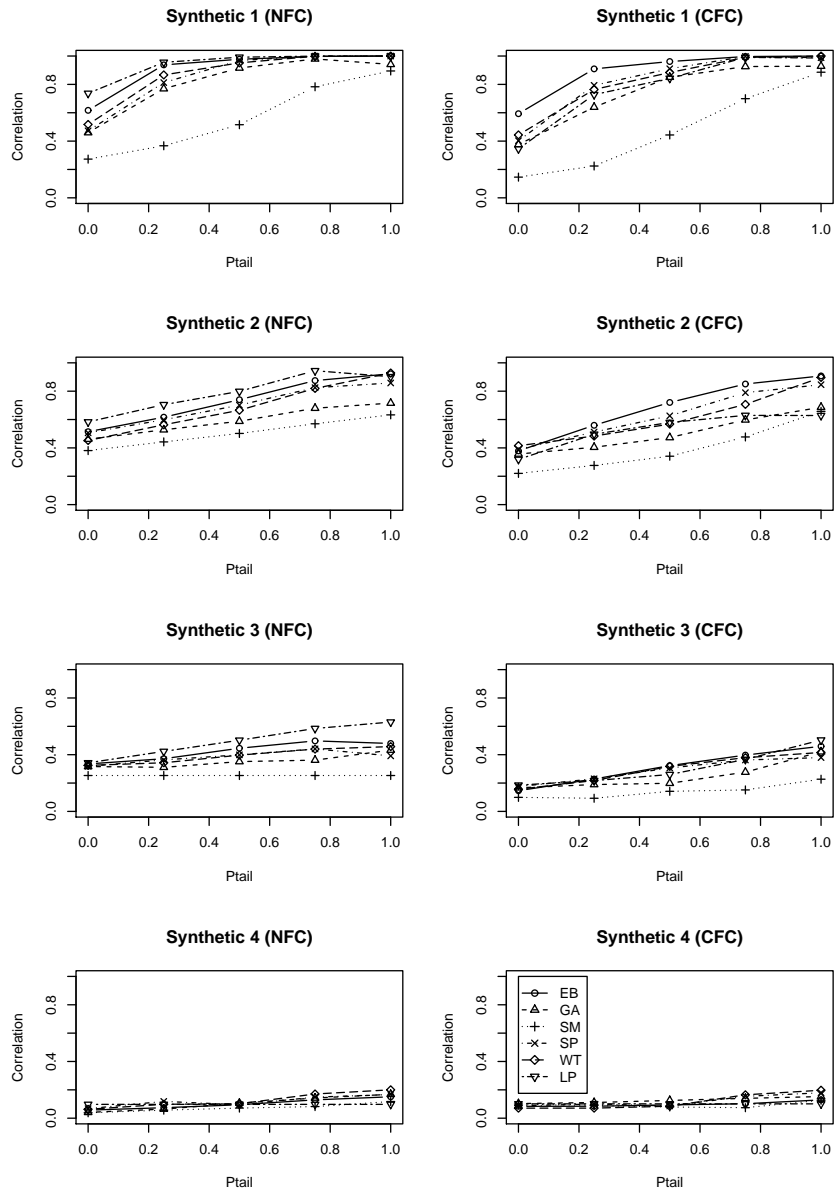 Synthetic 1 (NFC)
Correlation
0.0 0.4 0.8
0.0 0.2 0.4 0.6 0.8 1.0
Ptail
Synthetic 1 (CFC)
Correlation
0.0 0.4 0.8
0.0 0.2 0.4 0.6 0.8 1.0
Ptail
Synthetic 2 (NFC)
Correlation
0.0 0.4 0.8
0.0 0.2 0.4 0.6 0.8 1.0
Ptail
Synthetic 2 (CFC)
Correlation
0.0 0.4 0.8
0.0 0.2 0.4 0.6 0.8 1.0
Ptail
Synthetic 3 (NFC)
Correlation
0.0 0.4 0.8
0.0 0.2 0.4 0.6 0.8 1.0
Ptail
Synthetic 3 (CFC)
Correlation
0.0 0.4 0.8
0.0 0.2 0.4 0.6 0.8 1.0
Ptail
Synthetic 4 (NFC)
Correlation
0.0 0.4 0.8
0.0 0.2 0.4 0.6 0.8 1.0
Ptail
Synthetic 4 (CFC)
Correlation
0.0 0.4 0.8
EB
GA
SM
SP
WT
LP
0.0 0.2 0.4 0.6 0.8 1.0
Ptail